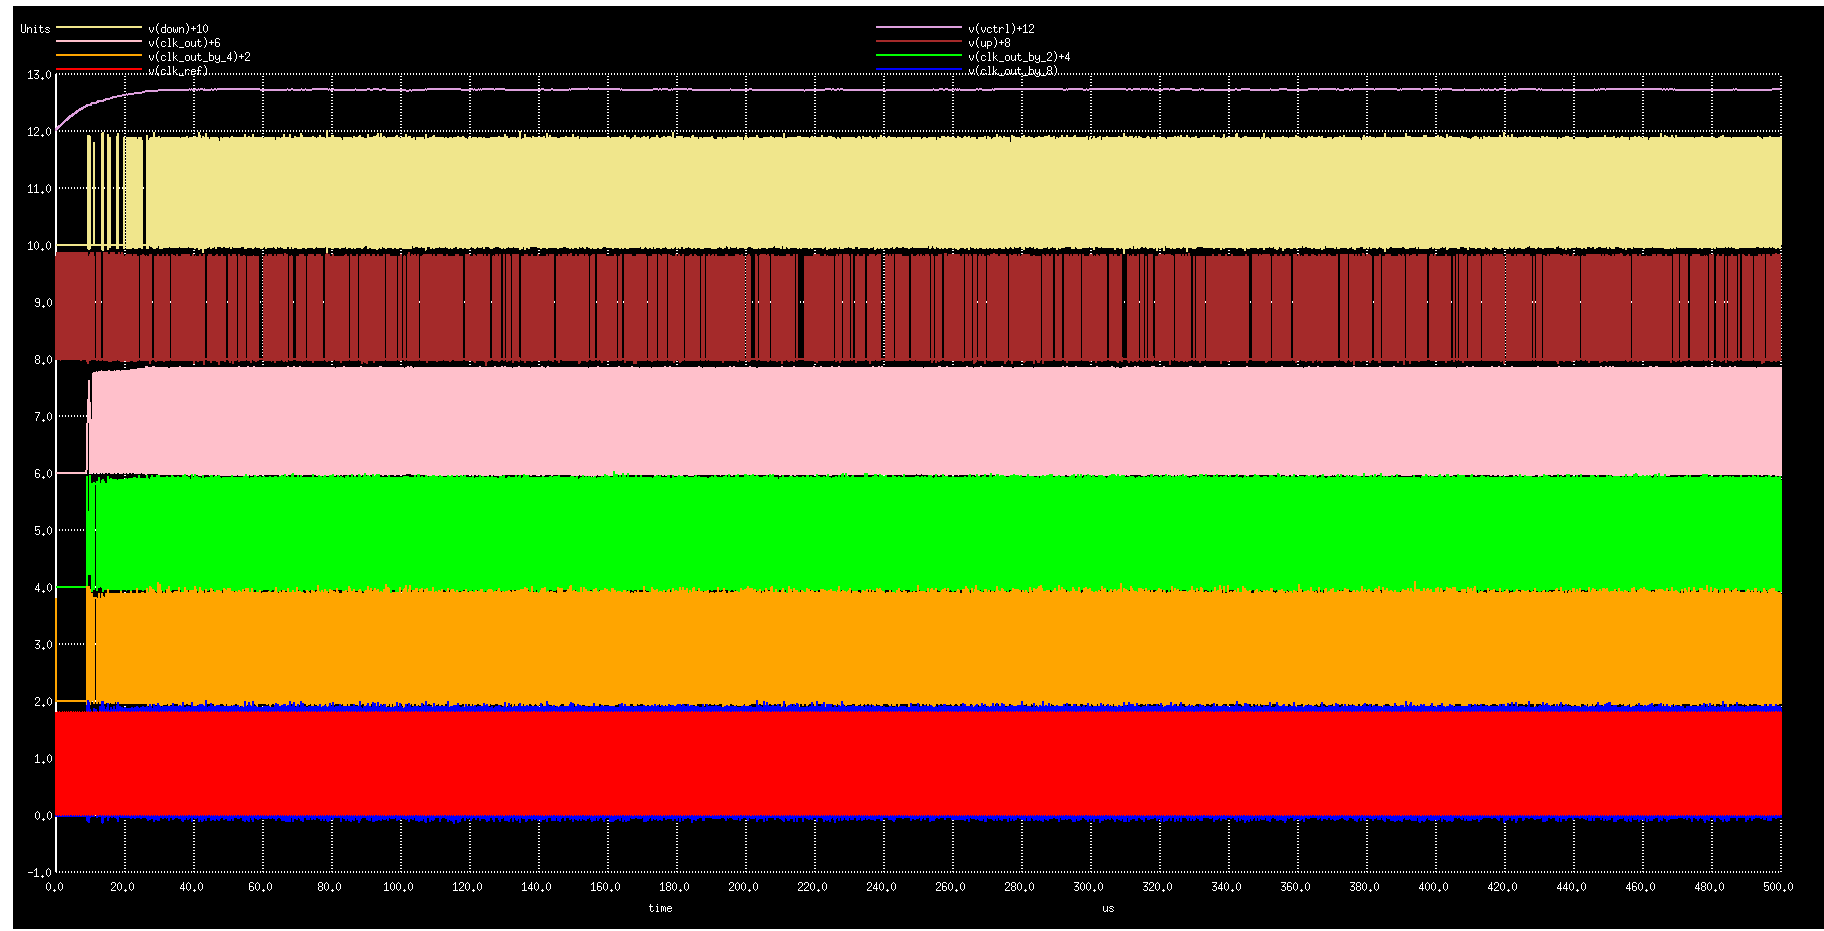 Units v(down)+10 v(vctrl)+12
v(clk_out)+6 v(up)+8
v(clk_out_by_4)+2 v(clk_out_by_2)+4
v(clk_ref) v(clk_out_by_8)
13.0
12.0
11.0
10.0
9.0
8.0
7.0
6.0
5.0
4.0
3.0
2.0
1.0
0.0
-1.0
0.0 20.0 40.0 60.0 80.0 100.0 120.0 140.0 160.0 180.0 200.0 220.0 240.0 260.0 280.0 300.0 320.0 340.0 360.0 380.0 400.0 420.0 440.0 460.0 480.0 500.0
time us